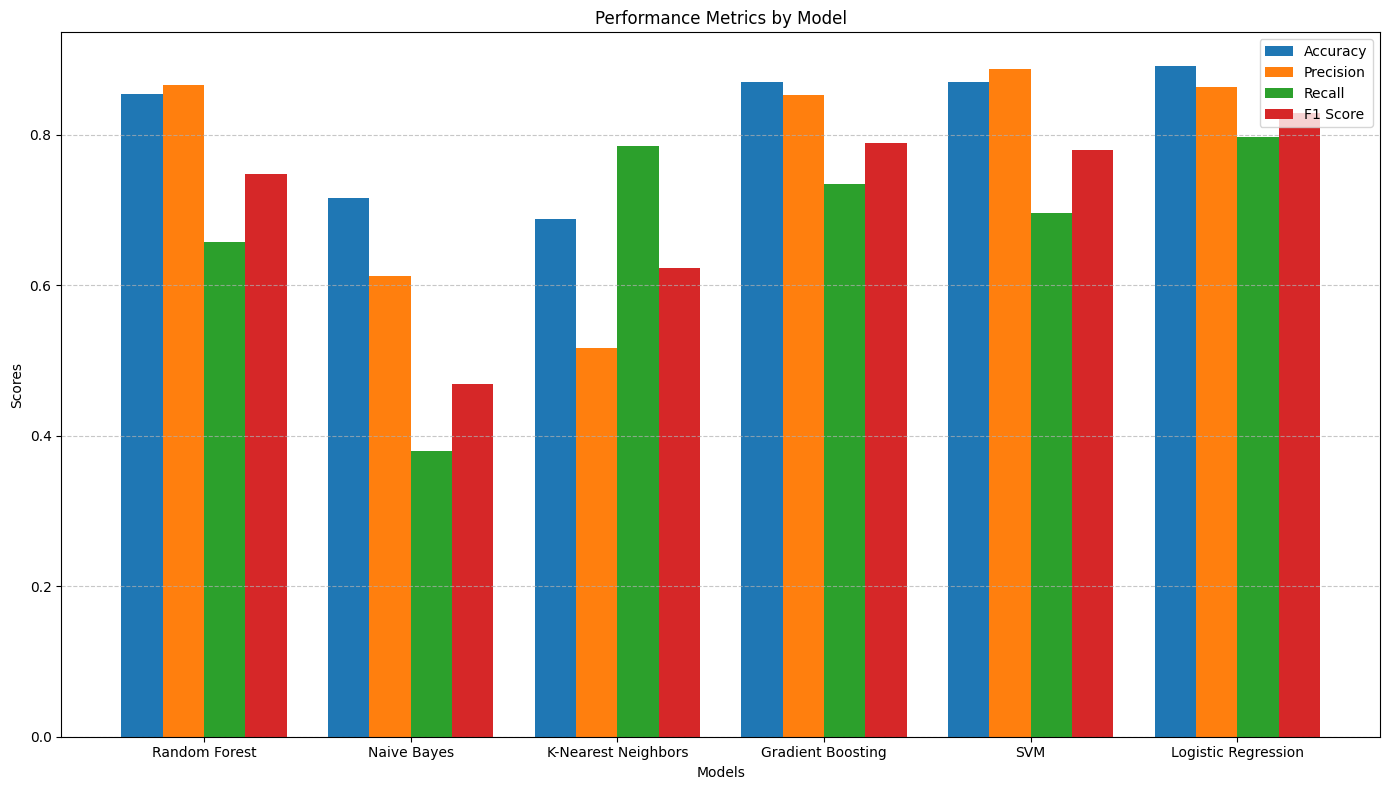 Performance Metrics by Model
Accuracy
Precision
Recall
F1 Score
Scores
0.8
0.6
0.4
0.2
0.0
Random Forest
Naive Bayes
K-Nearest Neighbors
Gradient Boosting
SVM
Logistic Regression
Models